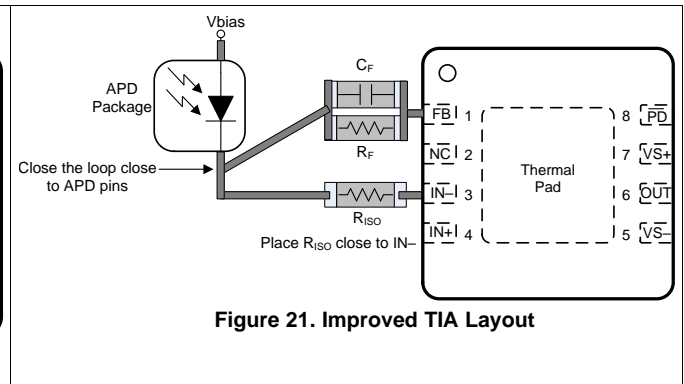 Vbias
APD
Package
Close the loop close
to APD pins
CF
RF
RISO
Place RISO close to IN–
FB 1
NC 2
IN– 3
IN+ 4
Thermal
Pad
8 PD
7 VS+
6 OUT
5 VS–
Figure 21. Improved TIA Layout